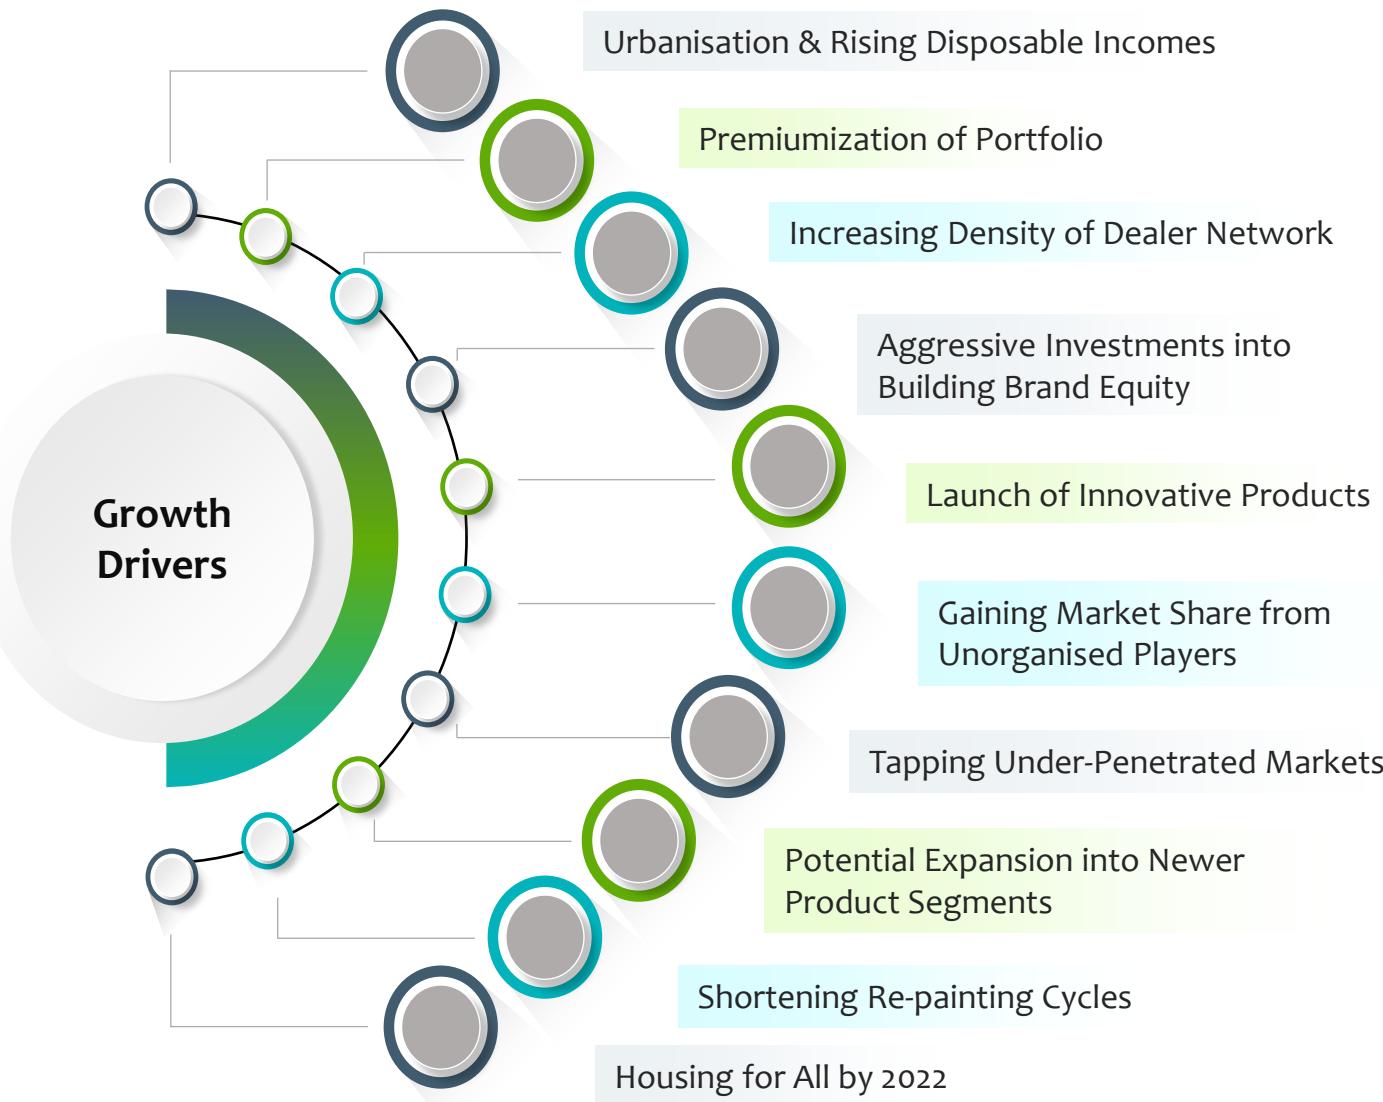 Urbanisation & Rising Disposable Incomes
Premiumization of Portfolio
Increasing Density of Dealer Network
Aggressive Investments into
Building Brand Equity
Launch of Innovative Products
Growth
Drivers
Gaining Market Share from
Unorganised Players
Tapping Under-Penetrated Markets
Potential Expansion into Newer
Product Segments
Shortening Re-painting Cycles
Housing for All by 2022